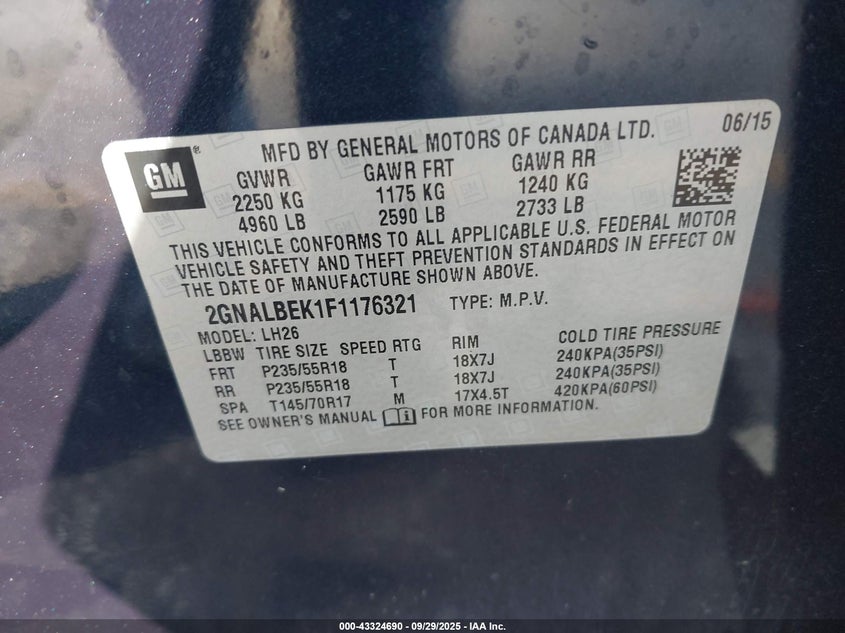 GM ®
MFD BY GENERAL MOTORS OF CANADA LTD. 06/15
GVWR GAWR FRT GAWR RR
2250 KG 1175 KG 1240 KG
4960 LB 2590 LB 2733 LB
THIS VEHICLE CONFORMS TO ALL APPLICABLE U.S. FEDERAL MOTOR
VEHICLE SAFETY AND THEFT PREVENTION STANDARDS IN EFFECT ON
THE DATE OF MANUFACTURE SHOWN ABOVE.
2GNALBEK1F1176321 TYPE: M.P.V.
MODEL: LH26
LBBW TIRE SIZE SPEED RTG RIM COLD TIRE PRESSURE
FRT P235/55R18 T 18X7J 240KPA(35PSI)
RR P235/55R18 T 18X7J 240KPA(35PSI)
SPA T145/70R17 M 17X4.5T 420KPA(60PSI)
SEE OWNER'S MANUAL FOR MORE INFORMATION.
000-43324690 - 09/29/2025 - IAA Inc.